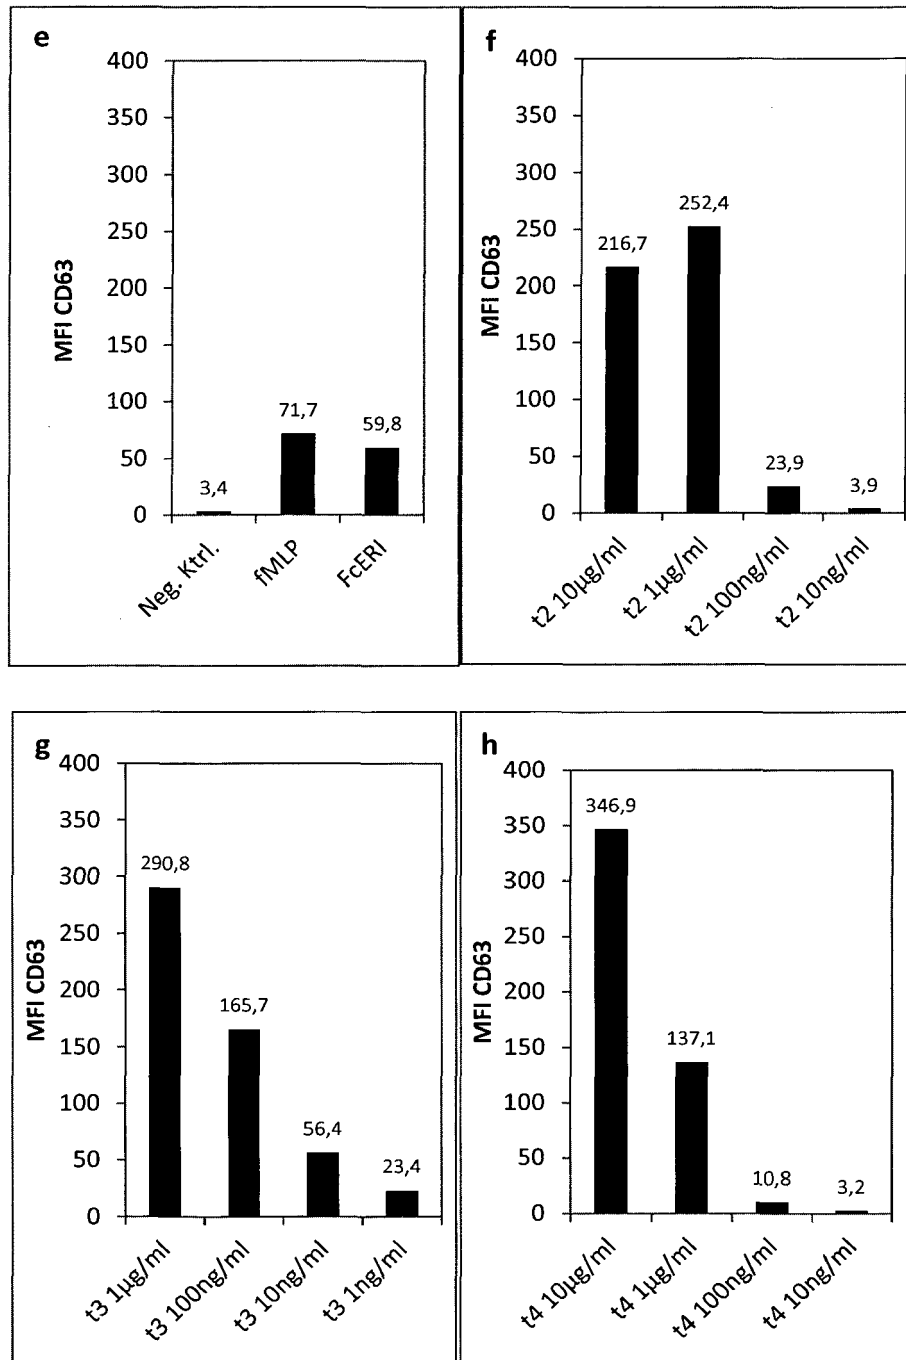 e
400
350
300
250
200
150
100
50
0
MFI CD63
3,4
71,7
59,8
Neg. Ktrl.
fMLP
FcERI
f
400
350
300
250
200
150
100
50
0
MFI CD63
216,7
252,4
23,9
3,9
t2 10µg/ml
t2 1µg/ml
t2 100ng/ml
t2 10ng/ml
g
400
350
300
250
200
150
100
50
0
MFI CD63
290,8
165,7
56,4
23,4
t3 1µg/ml
t3 100ng/ml
t3 10ng/ml
t3 1ng/ml
h
400
350
300
250
200
150
100
50
0
MFI CD63
346,9
137,1
10,8
3,2
t4 10µg/ml
t4 1µg/ml
t4 100ng/ml
t4 10ng/ml